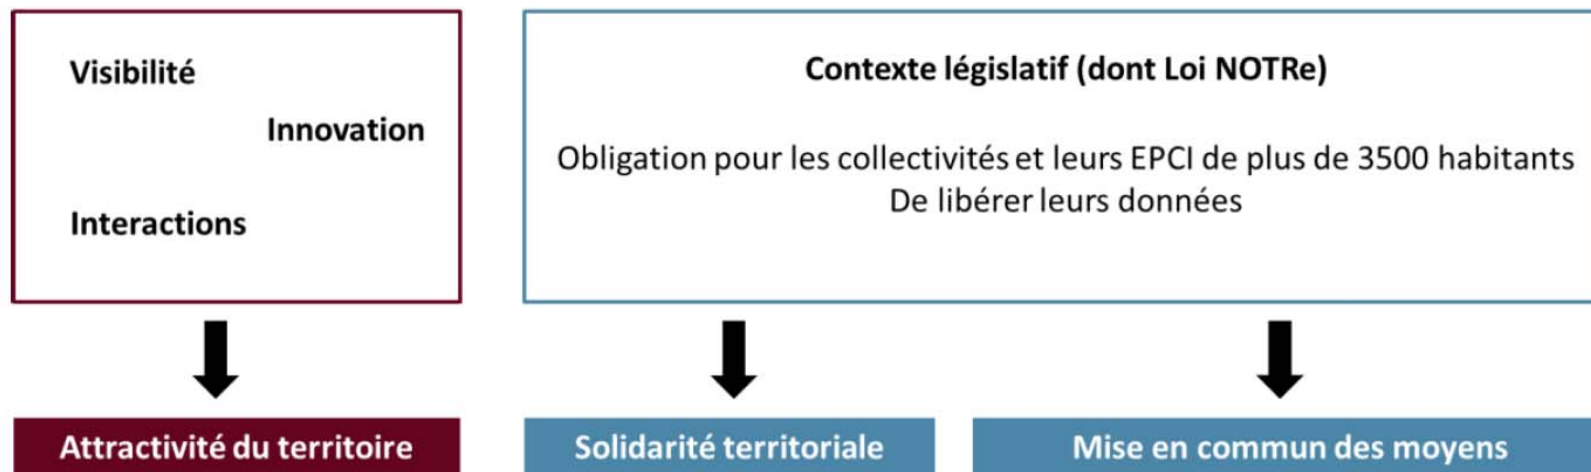 Visibilité
Innovation
Interactions
Contexte législatif (dont Loi NOTRe)
Obligation pour les collectivités et leurs EPCI de plus de 3500 habitants
De libérer leurs données
Attractivité du territoire
Solidarité territoriale
Mise en commun des moyens